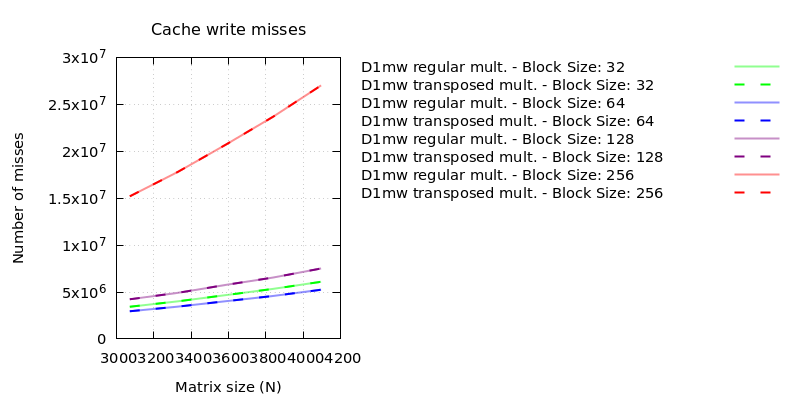 Cache write misses
3x10^7
2.5x10^7
2x10^7
1.5x10^7
1x10^7
5x10^6
0
3000 3200 3400 3600 3800 4000 4200
Number of misses
Matrix size (N)
D1mw regular mult. - Block Size: 32
D1mw transposed mult. - Block Size: 32
D1mw regular mult. - Block Size: 64
D1mw transposed mult. - Block Size: 64
D1mw regular mult. - Block Size: 128
D1mw transposed mult. - Block Size: 128
D1mw regular mult. - Block Size: 256
D1mw transposed mult. - Block Size: 256